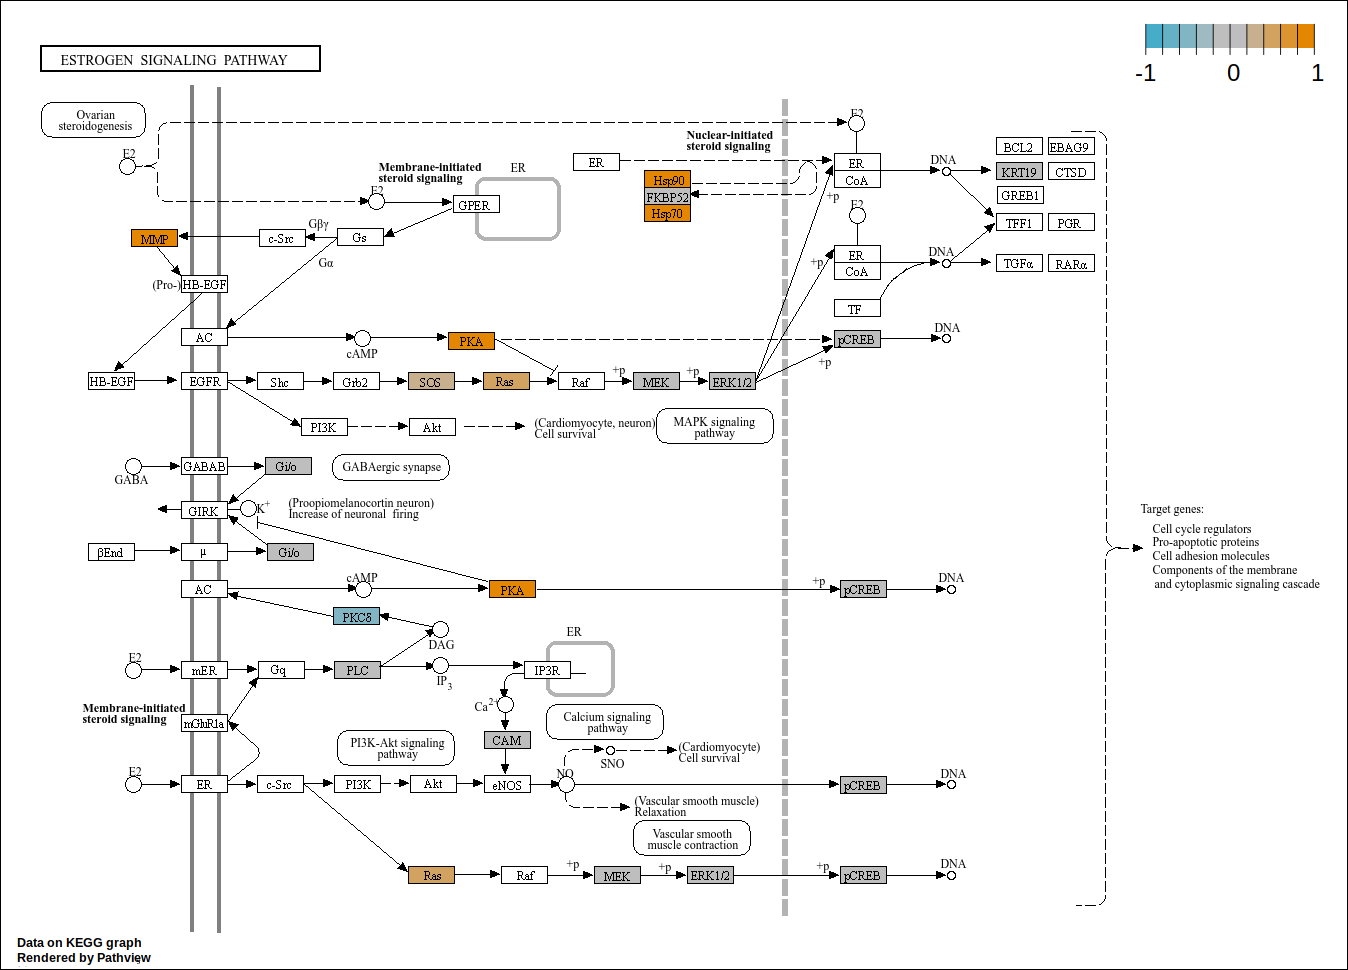 ESTROGEN SIGNALING PATHWAY
-1 0 1
Ovarian
steroidogenesis
E2
E2
Nuclear-initiated
steroid signaling
ER
Membrane-initiated
steroid signaling
ER
E2
GPER
Hsp90
FKBP52
Hsp70
ER
CoA
+p
DNA
BCL2
EBAG9
KRT19
CTSD
GREB1
TFF1
PGR
Gβγ
MMP
c-Src
Gs
Gα
E2
ER
CoA
+p
DNA
TGFα
RARα
(Pro-)
HB-EGF
TF
AC
cAMP
PKA
pCREB
DNA
+p
HB-EGF
EGFR
Shc
Grb2
SOS
Ras
Raf
+p
MEK
+p
ERK1/2
PI3K
Akt
(Cardiomyocyte, neuron)
Cell survival
MAPK signaling
pathway
GABA
GABAB
Gi/o
GABAergic synapse
GIRK
K+
(Propiomelanocortin neuron)
Increase of neuronal firing
βEnd
μ
Gi/o
Target genes:
Cell cycle regulators
Pro-apoptotic proteins
Cell adhesion molecules
Components of the membrane
and cytoplasmic signaling cascade
AC
cAMP
PKA
+p
pCREB
DNA
PKCδ
DAG
E2
mER
Gq
PLC
IP3
ER
IP3R
Ca2+
Membrane-initiated
steroid signaling
mGluR1a
CAM
Calcium signaling
pathway
PI3K-Akt signaling
pathway
SNO
(Cardiomyocyte)
Cell survival
E2
ER
c-Src
PI3K
Akt
eNOS
NO
pCREB
DNA
(Vascular smooth muscle)
Relaxation
Vascular smooth
muscle contraction
Ras
Raf
+p
MEK
+p
ERK1/2
+p
pCREB
DNA
Data on KEGG graph
Rendered by Pathview